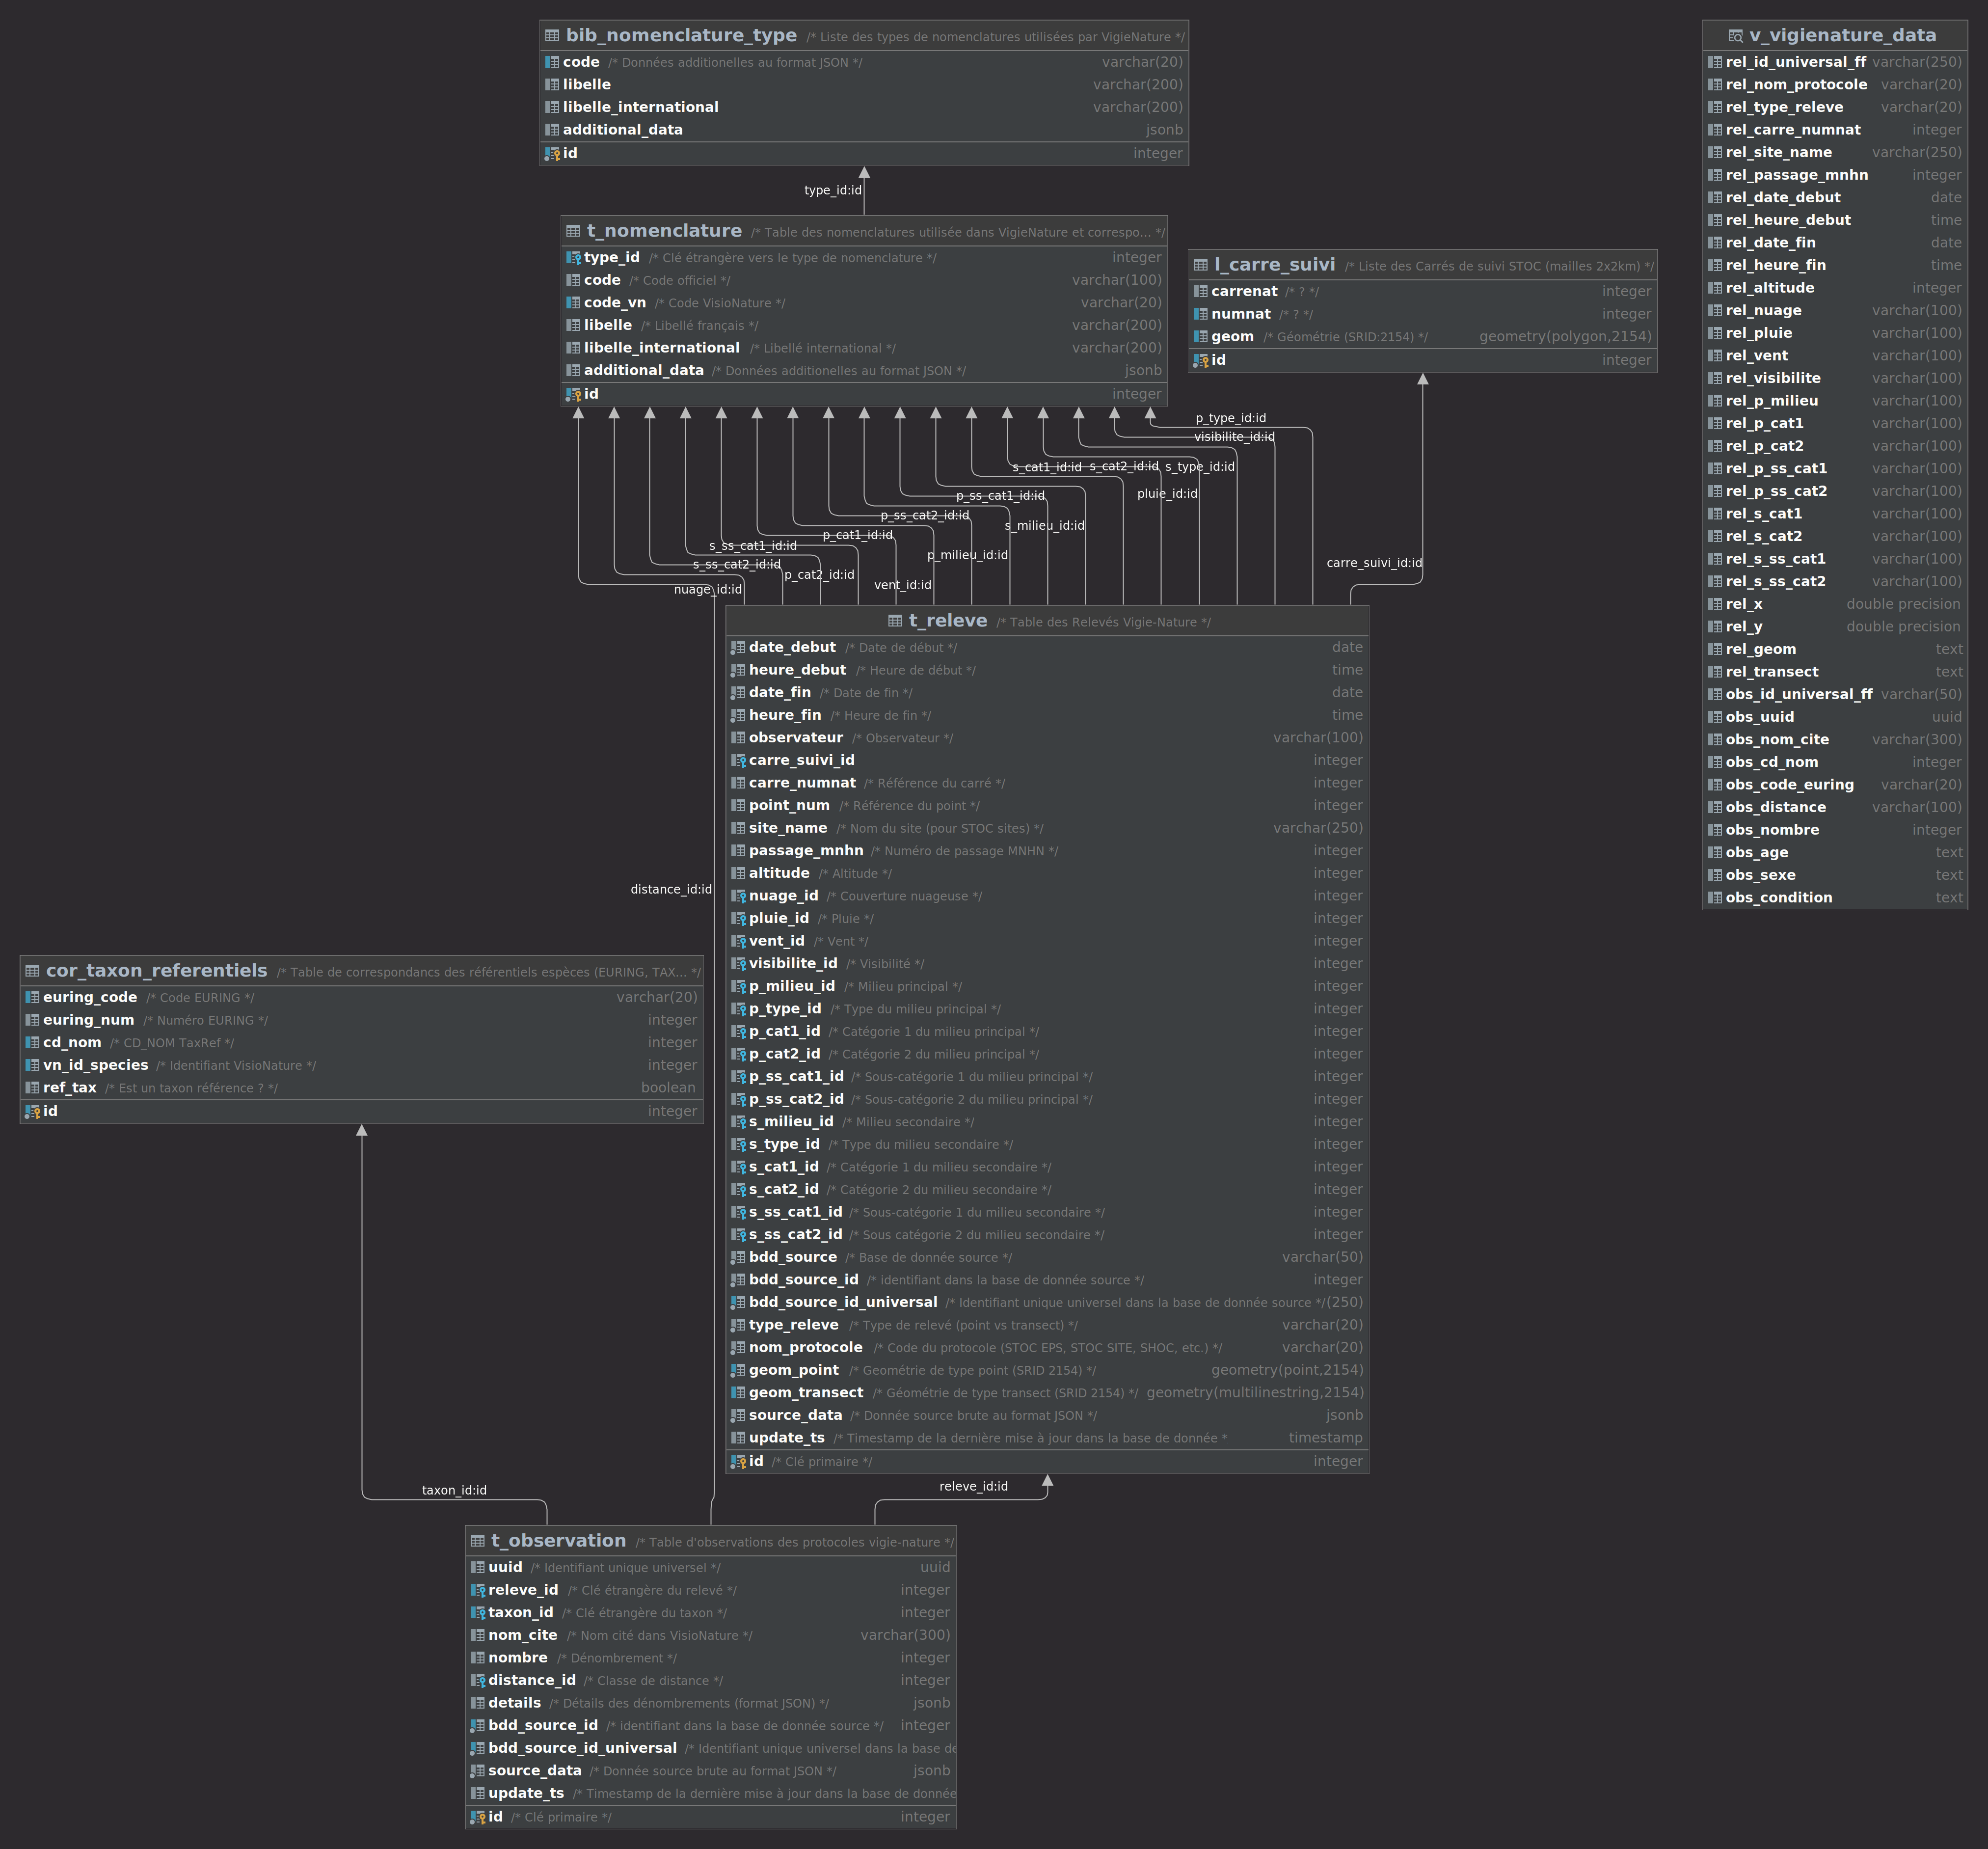 bib_nomenclature_type /* Liste des types de nomenclatures utilisées par VigieNature */
code /* Données additionelles au format JSON */ varchar(20)
libelle varchar(200)
libelle_international varchar(200)
additional_data jsonb
id integer
type_id:id
t_nomenclature /* Table des nomenclatures utilisée dans VigieNature et correspo... */
type_id /* Clé étrangère vers le type de nomenclature */ integer
code /* Code officiel */ varchar(100)
code_vn /* Code VisioNature */ varchar(20)
libelle /* Libellé français */ varchar(200)
libelle_international /* Libellé international */ varchar(200)
additional_data /* Données additionelles au format JSON */ jsonb
id integer
l_carre_suivi /* Liste des Carrés de suivi STOC (mailles 2x2km) */
carrenat /* ? */ integer
numnat /* ? */ integer
geom /* Géométrie (SRID:2154) */ geometry(polygon,2154)
id integer
p_type_id:id
visibilite_id:id
s_cat1_id:id s_cat2_id:id s_type_id:id
p_ss_cat1_id:id pluie_id:id
p_ss_cat2_id:id s_milieu_id:id
p_cat1_id:id
s_ss_cat1_id:id p_milieu_id:id
s_ss_cat2_id:id p_cat2_id:id
nuage_id:id vent_id:id
carre_suivi_id:id
t_releve /* Table des Relevés Vigie-Nature */
date_debut /* Date de début */ date
heure_debut /* Heure de début */ time
date_fin /* Date de fin */ date
heure_fin /* Heure de fin */ time
observateur /* Observateur */ varchar(100)
carre_suivi_id integer
carre_numnat /* Référence du carré */ integer
point_num /* Référence du point */ integer
site_name /* Nom du site (pour STOC sites) */ varchar(250)
passage_mnhn /* Numéro de passage MNHN */ integer
altitude /* Altitude */ integer
nuage_id /* Couverture nuageuse */ integer
pluie_id /* Pluie */ integer
vent_id /* Vent */ integer
visibilite_id /* Visibilité */ integer
p_milieu_id /* Milieu principal */ integer
p_type_id /* Type du milieu principal */ integer
p_cat1_id /* Catégorie 1 du milieu principal */ integer
p_cat2_id /* Catégorie 2 du milieu principal */ integer
p_ss_cat1_id /* Sous-catégorie 1 du milieu principal */ integer
p_ss_cat2_id /* Sous-catégorie 2 du milieu principal */ integer
s_milieu_id /* Milieu secondaire */ integer
s_type_id /* Type du milieu secondaire */ integer
s_cat1_id /* Catégorie 1 du milieu secondaire */ integer
s_cat2_id /* Catégorie 2 du milieu secondaire */ integer
s_ss_cat1_id /* Sous-catégorie 1 du milieu secondaire */ integer
s_ss_cat2_id /* Sous catégorie 2 du milieu secondaire */ integer
bdd_source /* Base de donnée source */ varchar(50)
bdd_source_id /* identifiant dans la base de donnée source */ integer
bdd_source_id_universal /* Identifiant unique universel dans la base de donnée source */(250)
type_releve /* Type de relevé (point vs transect) */ varchar(20)
nom_protocole /* Code du protocole (STOC EPS, STOC SITE, SHOC, etc.) */ varchar(20)
geom_point /* Geométrie de type point (SRID 2154) */ geometry(point,2154)
geom_transect /* Géométrie de type transect (SRID 2154) */ geometry(multilinestring,2154)
source_data /* Donnée source brute au format JSON */ jsonb
update_ts /* Timestamp de la dernière mise à jour dans la base de donnée * timestamp
id /* Clé primaire */ integer
distance_id:id
cor_taxon_referentiels /* Table de correspondancs des référentiels espèces (EURING, TAX... */
euring_code /* Code EURING */ varchar(20)
euring_num /* Numéro EURING */ integer
cd_nom /* CD_NOM TaxRef */ integer
vn_id_species /* Identifiant VisioNature */ integer
ref_tax /* Est un taxon référence ? */ boolean
id integer
taxon_id:id
releve_id:id
t_observation /* Table d'observations des protocoles vigie-nature */
uuid /* Identifiant unique universel */ uuid
releve_id /* Clé étrangère du relevé */ integer
taxon_id /* Clé étrangère du taxon */ integer
nom_cite /* Nom cité dans VisioNature */ varchar(300)
nombre /* Dénombrement */ integer
distance_id /* Classe de distance */ integer
details /* Détails des dénombrements (format JSON) */ jsonb
bdd_source_id /* identifiant dans la base de donnée source */ integer
bdd_source_id_universal /* Identifiant unique universel dans la base de
source_data /* Donnée source brute au format JSON */ jsonb
update_ts /* Timestamp de la dernière mise à jour dans la base de donnée
id /* Clé primaire */ integer
v_vigienature_data
rel_id_universal_ff varchar(250)
rel_nom_protocole varchar(20)
rel_type_releve varchar(20)
rel_carre_numnat integer
rel_site_name varchar(250)
rel_passage_mnhn integer
rel_date_debut date
rel_heure_debut time
rel_date_fin date
rel_heure_fin time
rel_altitude integer
rel_nuage varchar(100)
rel_pluie varchar(100)
rel_vent varchar(100)
rel_visibilite varchar(100)
rel_p_milieu varchar(100)
rel_p_cat1 varchar(100)
rel_p_cat2 varchar(100)
rel_p_ss_cat1 varchar(100)
rel_p_ss_cat2 varchar(100)
rel_s_cat1 varchar(100)
rel_s_cat2 varchar(100)
rel_s_ss_cat1 varchar(100)
rel_s_ss_cat2 varchar(100)
rel_x double precision
rel_y double precision
rel_geom text
rel_transect text
obs_id_universal_ff varchar(50)
obs_uuid uuid
obs_nom_cite varchar(300)
obs_cd_nom integer
obs_code_euring varchar(20)
obs_distance varchar(100)
obs_nombre integer
obs_age text
obs_sexe text
obs_condition text